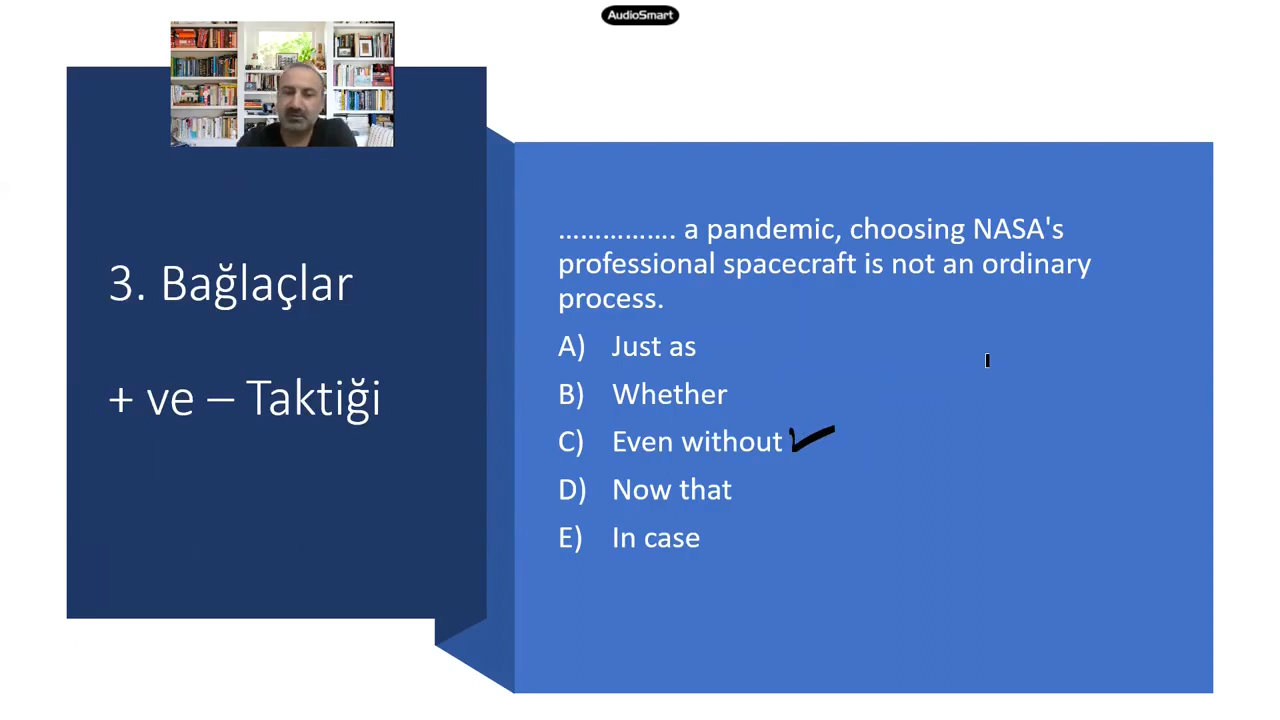 AudioSmart
3. Bağlaçlar
+ ve – Taktiği
................ a pandemic, choosing NASA's
professional spacecraft is not an ordinary
process.
A) Just as
B) Whether
C) Even without
D) Now that
E) In case